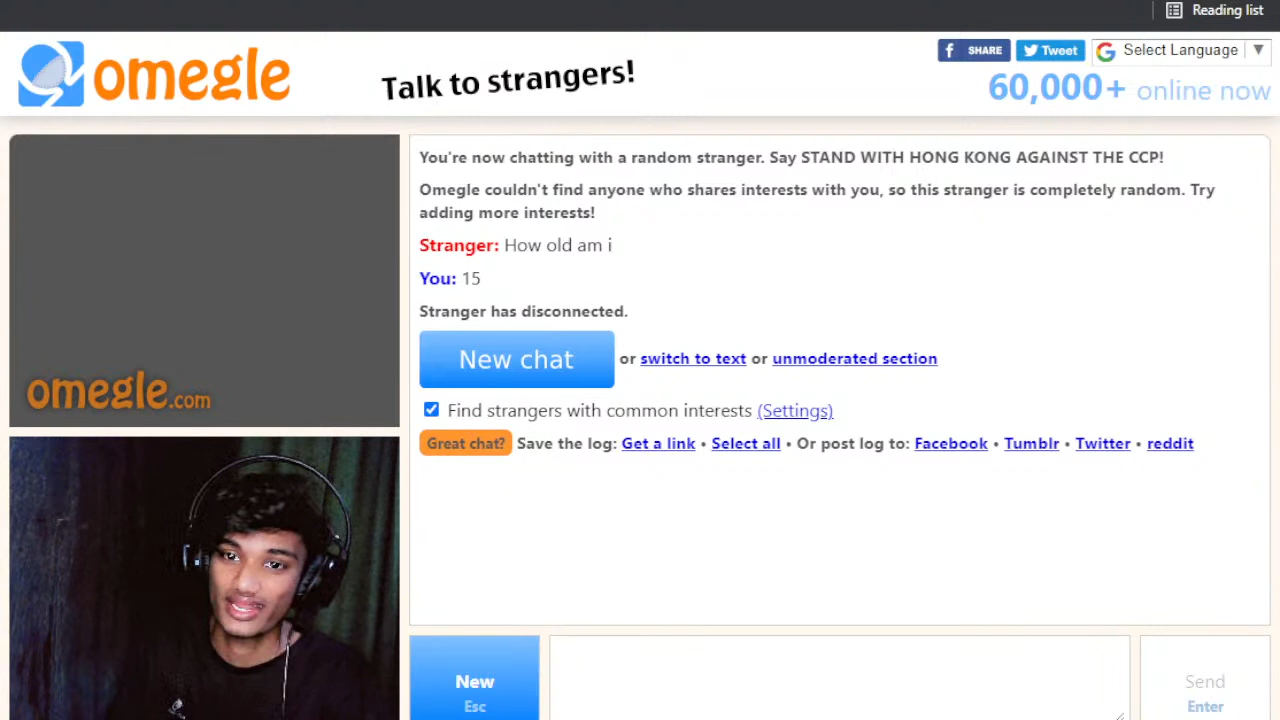 Reading list
omegle
Talk to strangers!
SHARE
Tweet
Select Language
60,000+ online now
You're now chatting with a random stranger. Say STAND WITH HONG KONG AGAINST THE CCP!
Omegle couldn't find anyone who shares interests with you, so this stranger is completely random. Try
adding more interests!
Stranger: How old am i
You: 15
Stranger has disconnected.
New chat or switch to text or unmoderated section
Find strangers with common interests (Settings)
Great chat? Save the log: Get a link • Select all • Or post log to: Facebook • Tumblr • Twitter • reddit
omegle.com
New
Esc
Send
Enter